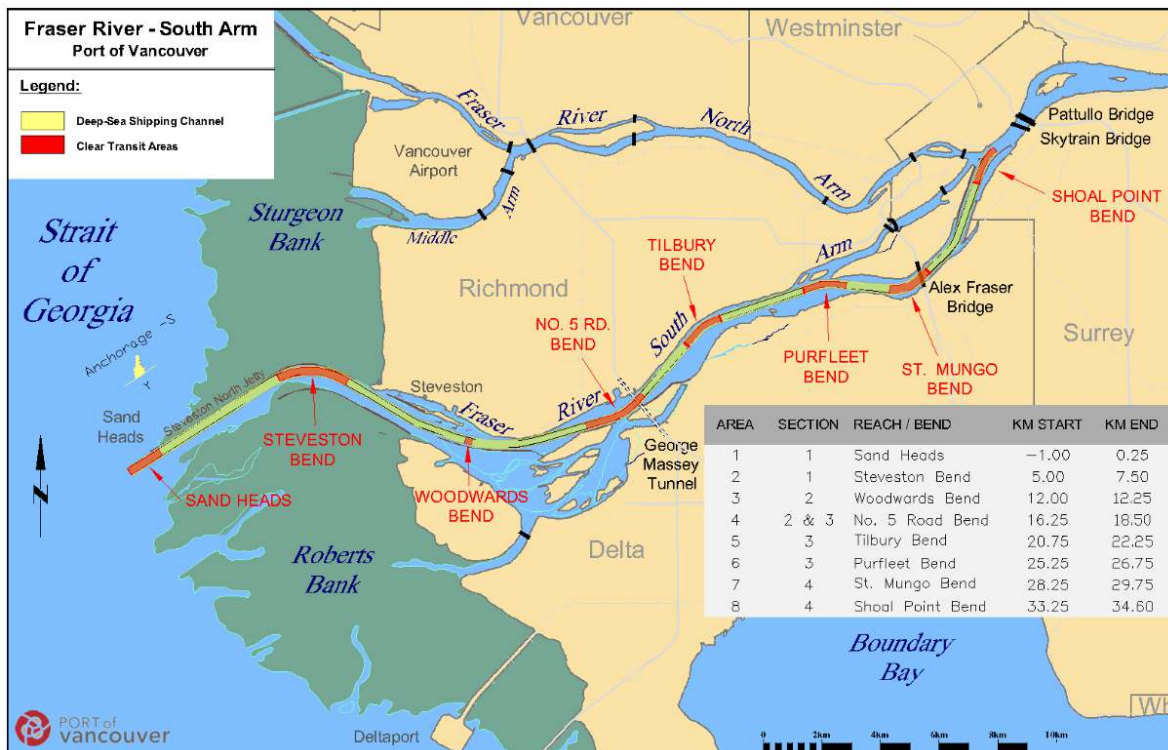 Fraser River - South Arm
Port of Vancouver
Legend:
Deep-Sea Shipping Channel
Clear Transit Areas
Vancouver
Westminster
Fraser
River
North
Arm
Pattullo Bridge
Skytrain Bridge
Vancouver
Airport
Arm
Middle
SHOAL POINT
BEND
Sturgeon
Bank
Strait
of
Georgia
TILBURY
BEND
Arm
Richmond
Alex Fraser
Bridge
Surrey
NO. 5 RD.
BEND
South
PURFLEET
BEND
ST. MUNGO
BEND
Anchorage -S
Y
Steveston North Jetty
Steveston
Fraser
River
Sand
Heads
STEVESTON
BEND
SAND HEADS
WOODWARDS
BEND
George
Massey
Tunnel
N
Roberts
Bank
Delta
AREA SECTION REACH / BEND KM START KM END
1 1 Sand Heads −1.00 0.25
2 1 Steveston Bend 5.00 7.50
3 2 Woodwards Bend 12.00 12.25
4 2 & 3 No. 5 Road Bend 16.25 18.50
5 3 Tilbury Bend 20.75 22.25
6 3 Purfleet Bend 25.25 26.75
7 4 St. Mungo Bend 28.25 29.75
8 4 Shoal Point Bend 33.25 34.60
Boundary
Bay
Wh
PORT of
vancouver
Deltaport
0 2km 4km 6km 8km 10km